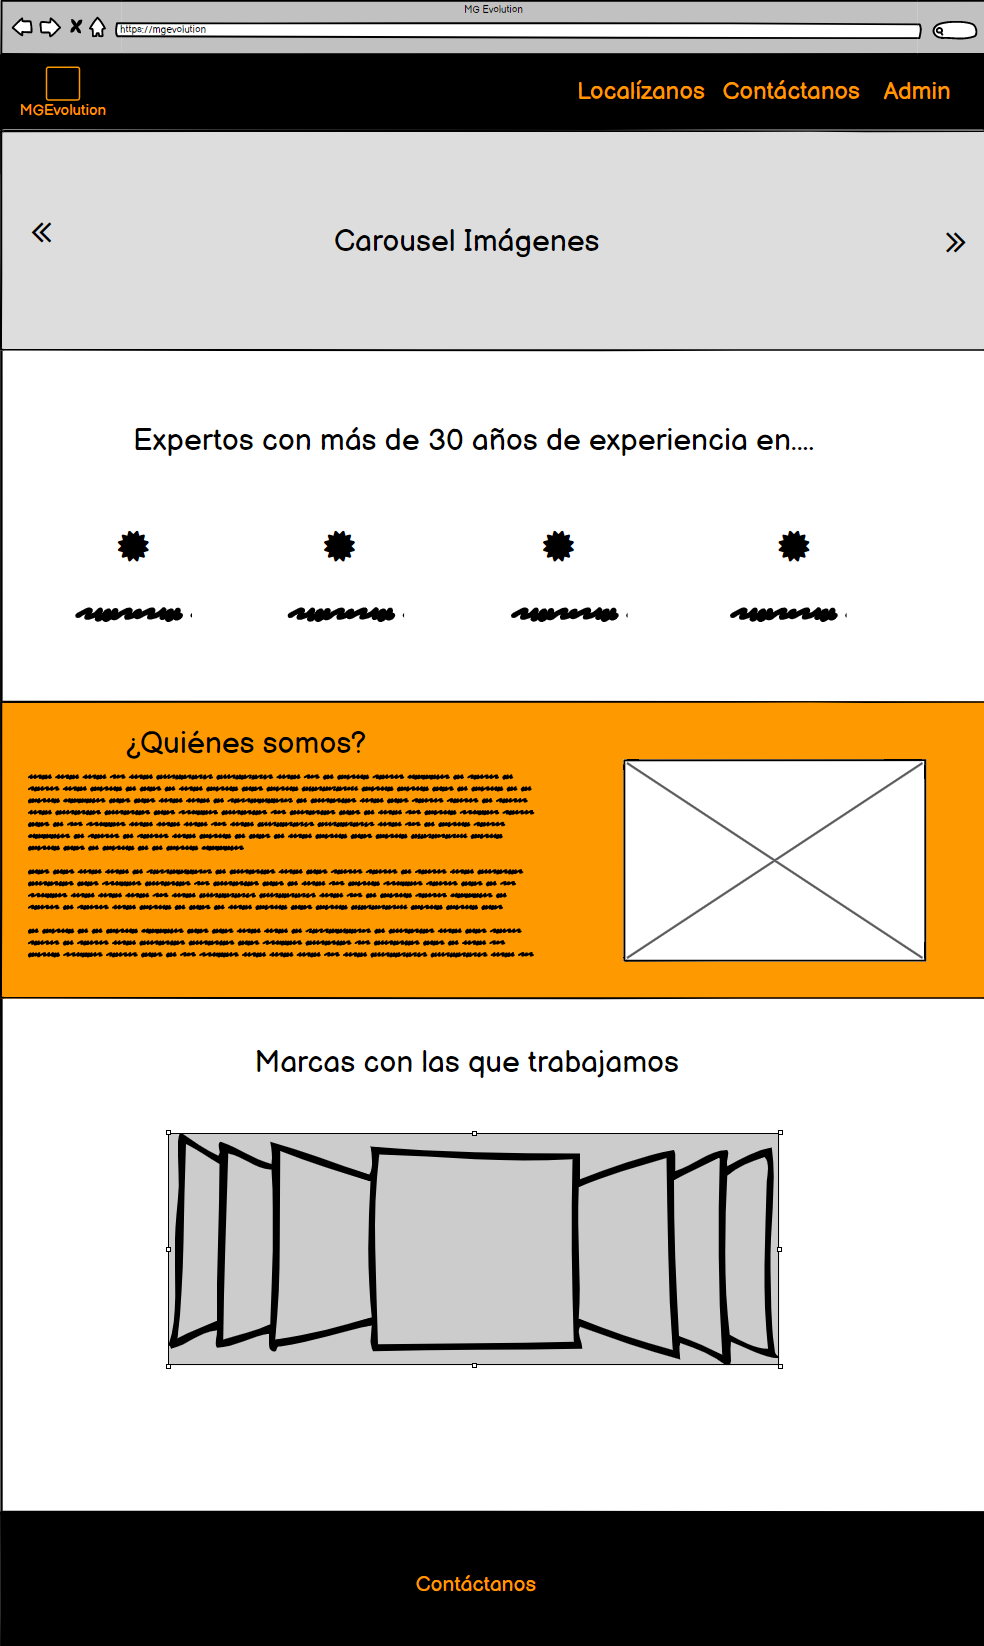 MG Evolution
https://mgevolution
MGEvolution
Localízanos Contáctanos Admin
Carousel Imágenes
Expertos con más de 30 años de experiencia en....
¿Quiénes somos?
Marcas con las que trabajamos
Contáctanos